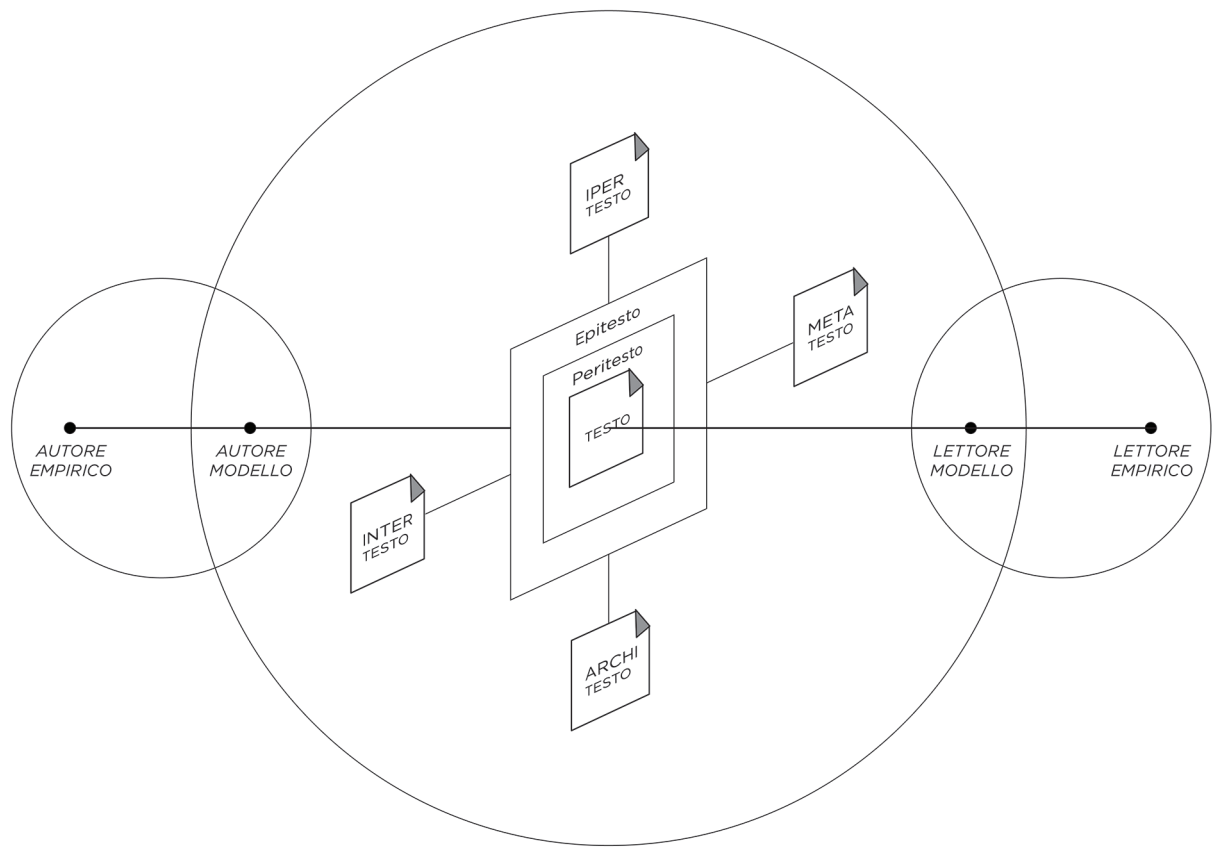 IPER
TESTO
META
TESTO
Epitesto
Peritesto
TESTO
AUTORE
EMPIRICO
AUTORE
MODELLO
LETTORE
MODELLO
LETTORE
EMPIRICO
INTER
TESTO
ARCHI
TESTO